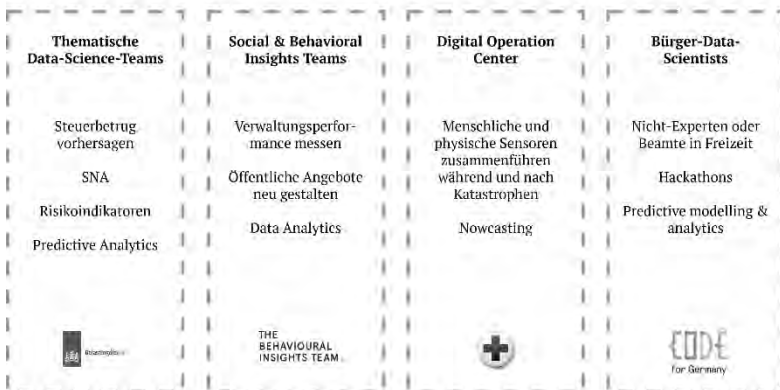 Thematische
Data-Science-Teams
Steuerbetrug
vorhersagen
SNA
Risikoindikatoren
Predictive Analytics
Social & Behavioral
Insights Teams
Verwaltungsperfor-
mance messen
Öffentliche Angebote
neu gestalten
Data Analytics
THE
BEHAVIOURAL
INSIGHTS TEAM
Digital Operation
Center
Menschliche und
physische Sensoren
zusammenführen
während und nach
Katastrophen
Nowcasting
Bürger-Data-
Scientists
Nicht-Experten oder
Beamte in Freizeit
Hackathons
Predictive modelling &
analytics
CODE
for Germany